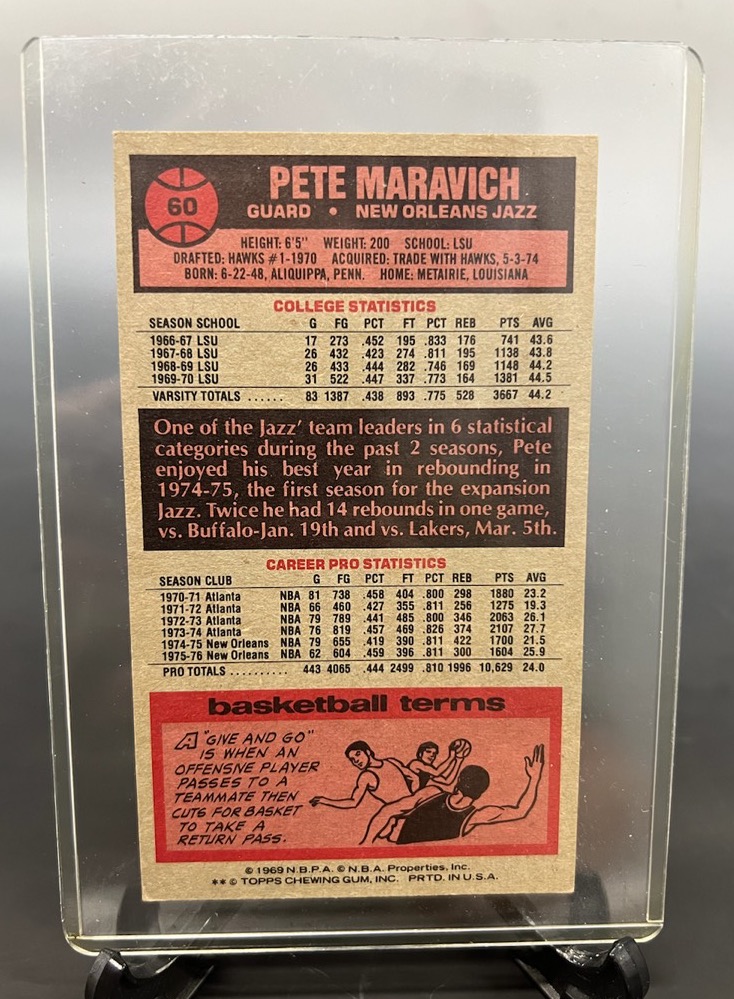 60
PETE MARAVICH
GUARD • NEW ORLEANS JAZZ
HEIGHT: 6'5" WEIGHT: 200 SCHOOL: LSU
DRAFTED: HAWKS #1-1970 ACQUIRED: TRADE WITH HAWKS, 5-3-74
BORN: 6-22-48, ALIQUIPPA, PENN. HOME: METAIRIE, LOUISIANA
COLLEGE STATISTICS
SEASON SCHOOL G FG PCT FT PCT REB PTS AVG
1966-67 LSU 17 273 .452 195 .833 176 741 43.6
1967-68 LSU 26 432 .423 274 .811 195 1138 43.8
1968-69 LSU 26 433 .444 282 .746 169 1148 44.2
1969-70 LSU 31 522 .447 337 .773 164 1381 44.5
VARSITY TOTALS ...... 83 1387 .438 893 .775 528 3667 44.2
One of the Jazz' team leaders in 6 statistical
categories during the past 2 seasons, Pete
enjoyed his best year in rebounding in
1974-75, the first season for the expansion
Jazz. Twice he had 14 rebounds in one game,
vs. Buffalo-Jan. 19th and vs. Lakers, Mar. 5th.
CAREER PRO STATISTICS
SEASON CLUB G FG PCT FT PCT REB PTS AVG
1970-71 Atlanta NBA 81 738 .458 404 .800 298 1880 23.2
1971-72 Atlanta NBA 66 460 .427 355 .811 256 1275 19.3
1972-73 Atlanta NBA 79 789 .441 485 .800 346 2063 26.1
1973-74 Atlanta NBA 76 819 .457 469 .826 374 2107 27.7
1974-75 New Orleans NBA 79 655 .419 390 .811 422 1700 21.5
1975-76 New Orleans NBA 62 604 .459 396 .811 300 1604 25.9
PRO TOTALS .......... 443 4065 .444 2499 .810 1996 10,629 24.0
basketball terms
A "GIVE AND GO"
IS WHEN AN
OFFENSIVE PLAYER
PASSES TO A
TEAMMATE THEN
CUTS FOR BASKET
TO TAKE A
RETURN PASS.
© 1969 N.B.P.A. © N.B.A. Properties, Inc.
** © TOPPS CHEWING GUM, INC. PRTD. IN U.S.A.